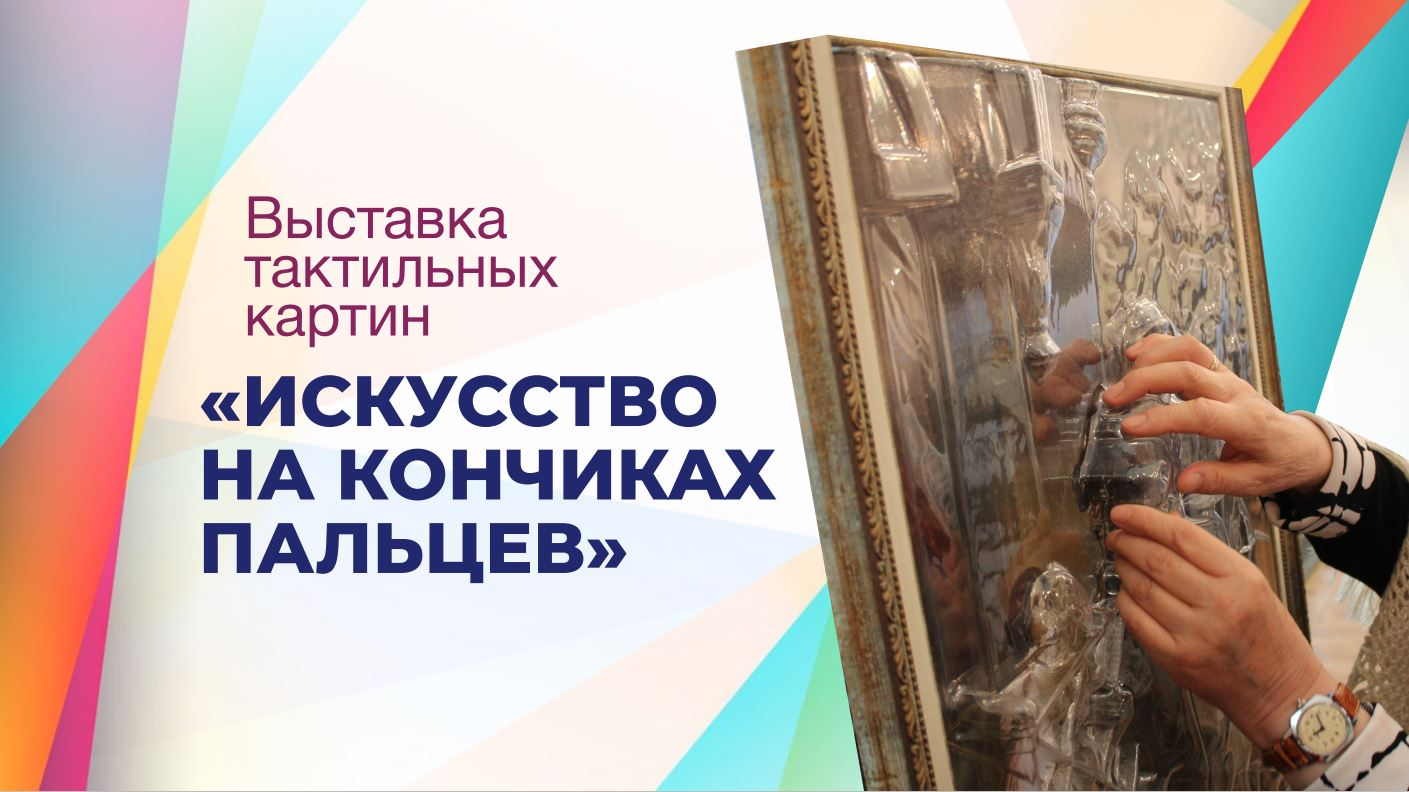 Выставка
тактильных
картин
«ИСКУССТВО
НА КОНЧИКАХ
ПАЛЬЦЕВ»